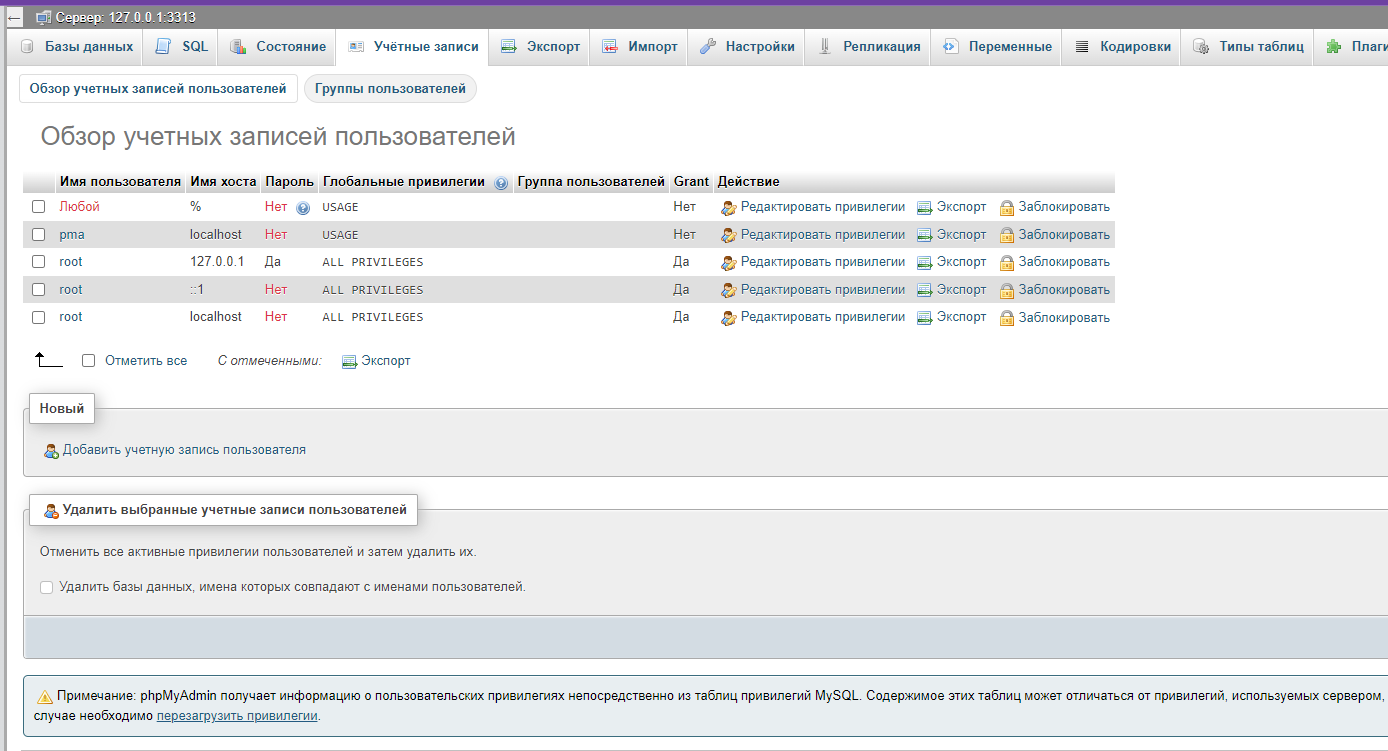 Сервер: 127.0.0.1:3313
Базы данных SQL Состояние Учётные записи Экспорт Импорт Настройки Репликация Переменные Кодировки Типы таблиц Плаги
Обзор учетных записей пользователей Группы пользователей
Обзор учетных записей пользователей
Имя пользователя Имя хоста Пароль Глобальные привилегии Группа пользователей Grant Действие
Любой % Нет USAGE Нет Редактировать привилегии Экспорт Заблокировать
pma localhost Нет USAGE Нет Редактировать привилегии Экспорт Заблокировать
root 127.0.0.1 Да ALL PRIVILEGES Да Редактировать привилегии Экспорт Заблокировать
root ::1 Нет ALL PRIVILEGES Да Редактировать привилегии Экспорт Заблокировать
root localhost Нет ALL PRIVILEGES Да Редактировать привилегии Экспорт Заблокировать
Отметить все С отмеченными: Экспорт
Новый
Добавить учетную запись пользователя
Удалить выбранные учетные записи пользователей
Отменить все активные привилегии пользователей и затем удалить их.
Удалить базы данных, имена которых совпадают с именами пользователей.
Примечание: phpMyAdmin получает информацию о пользовательских привилегиях непосредственно из таблиц привилегий MySQL. Содержимое этих таблиц может отличаться от привилегий, используемых сервером,
случае необходимо перезагрузить привилегии.